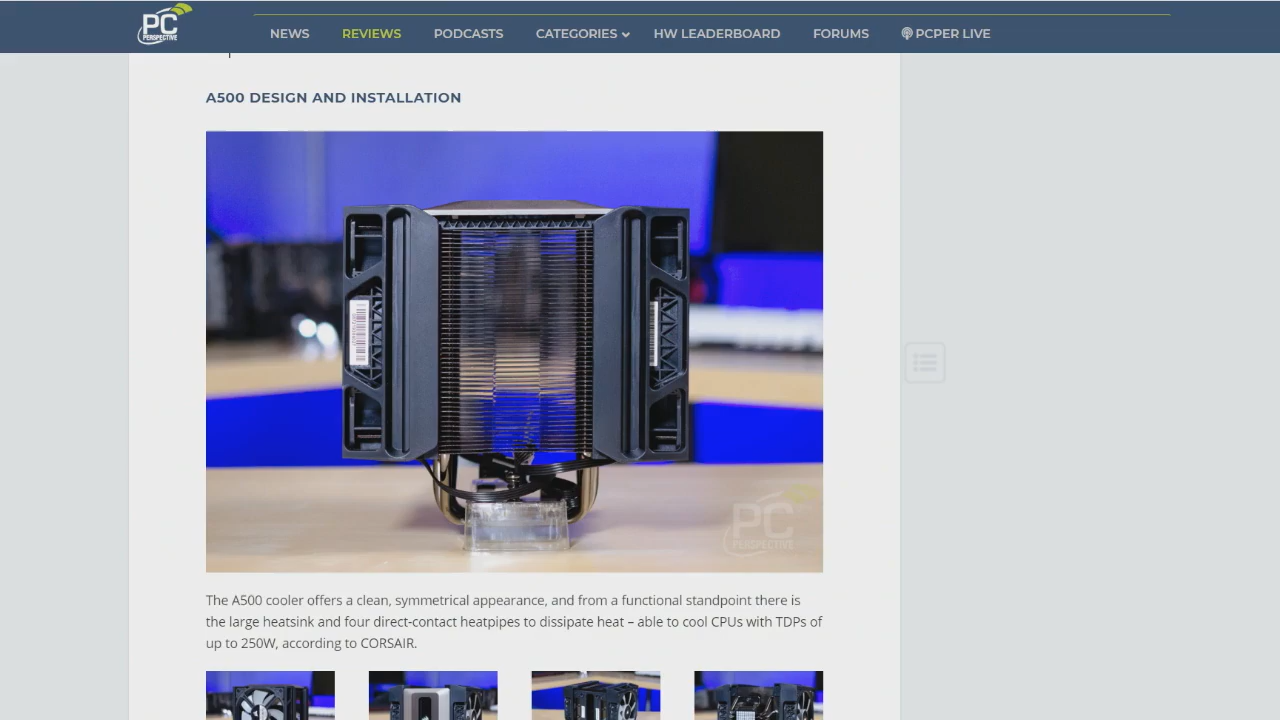 PC
PERSPECTIVE
NEWS
REVIEWS
PODCASTS
CATEGORIES
HW LEADERBOARD
FORUMS
PCPER LIVE
A500 DESIGN AND INSTALLATION
PC
PERSPECTIVE
The A500 cooler offers a clean, symmetrical appearance, and from a functional standpoint there is
the large heatsink and four direct-contact heatpipes to dissipate heat – able to cool CPUs with TDPs of
up to 250W, according to CORSAIR.